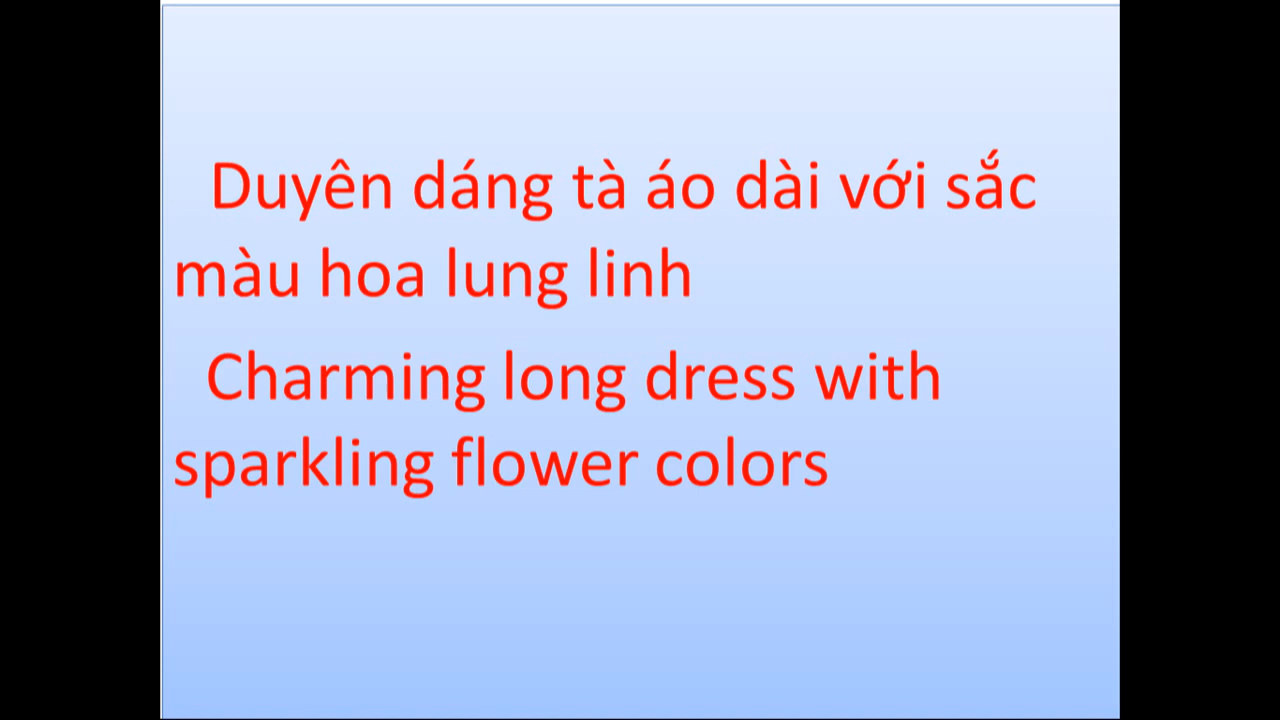 Duyên dáng tà áo dài với sắc
màu hoa lung linh
Charming long dress with
sparkling flower colors